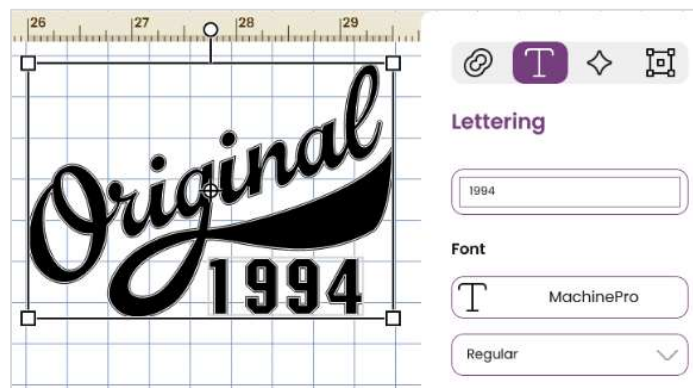 26 27 28 29
Original
1994
Lettering
1994
Font
T MachinePro
Regular